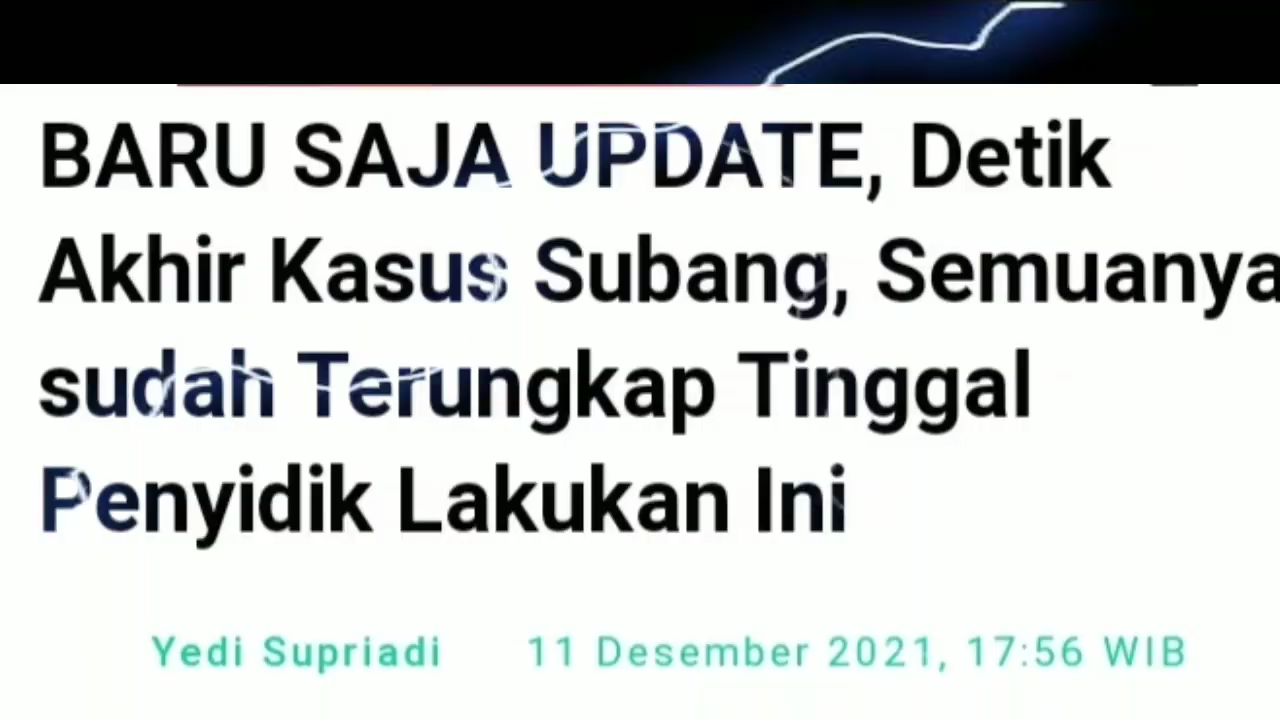 BARU SAJA UPDATE, Detik
Akhir Kasus Subang, Semuanya
sudah Terungkap Tinggal
Penyidik Lakukan Ini
Yedi Supriadi 11 Desember 2021, 17:56 WIB